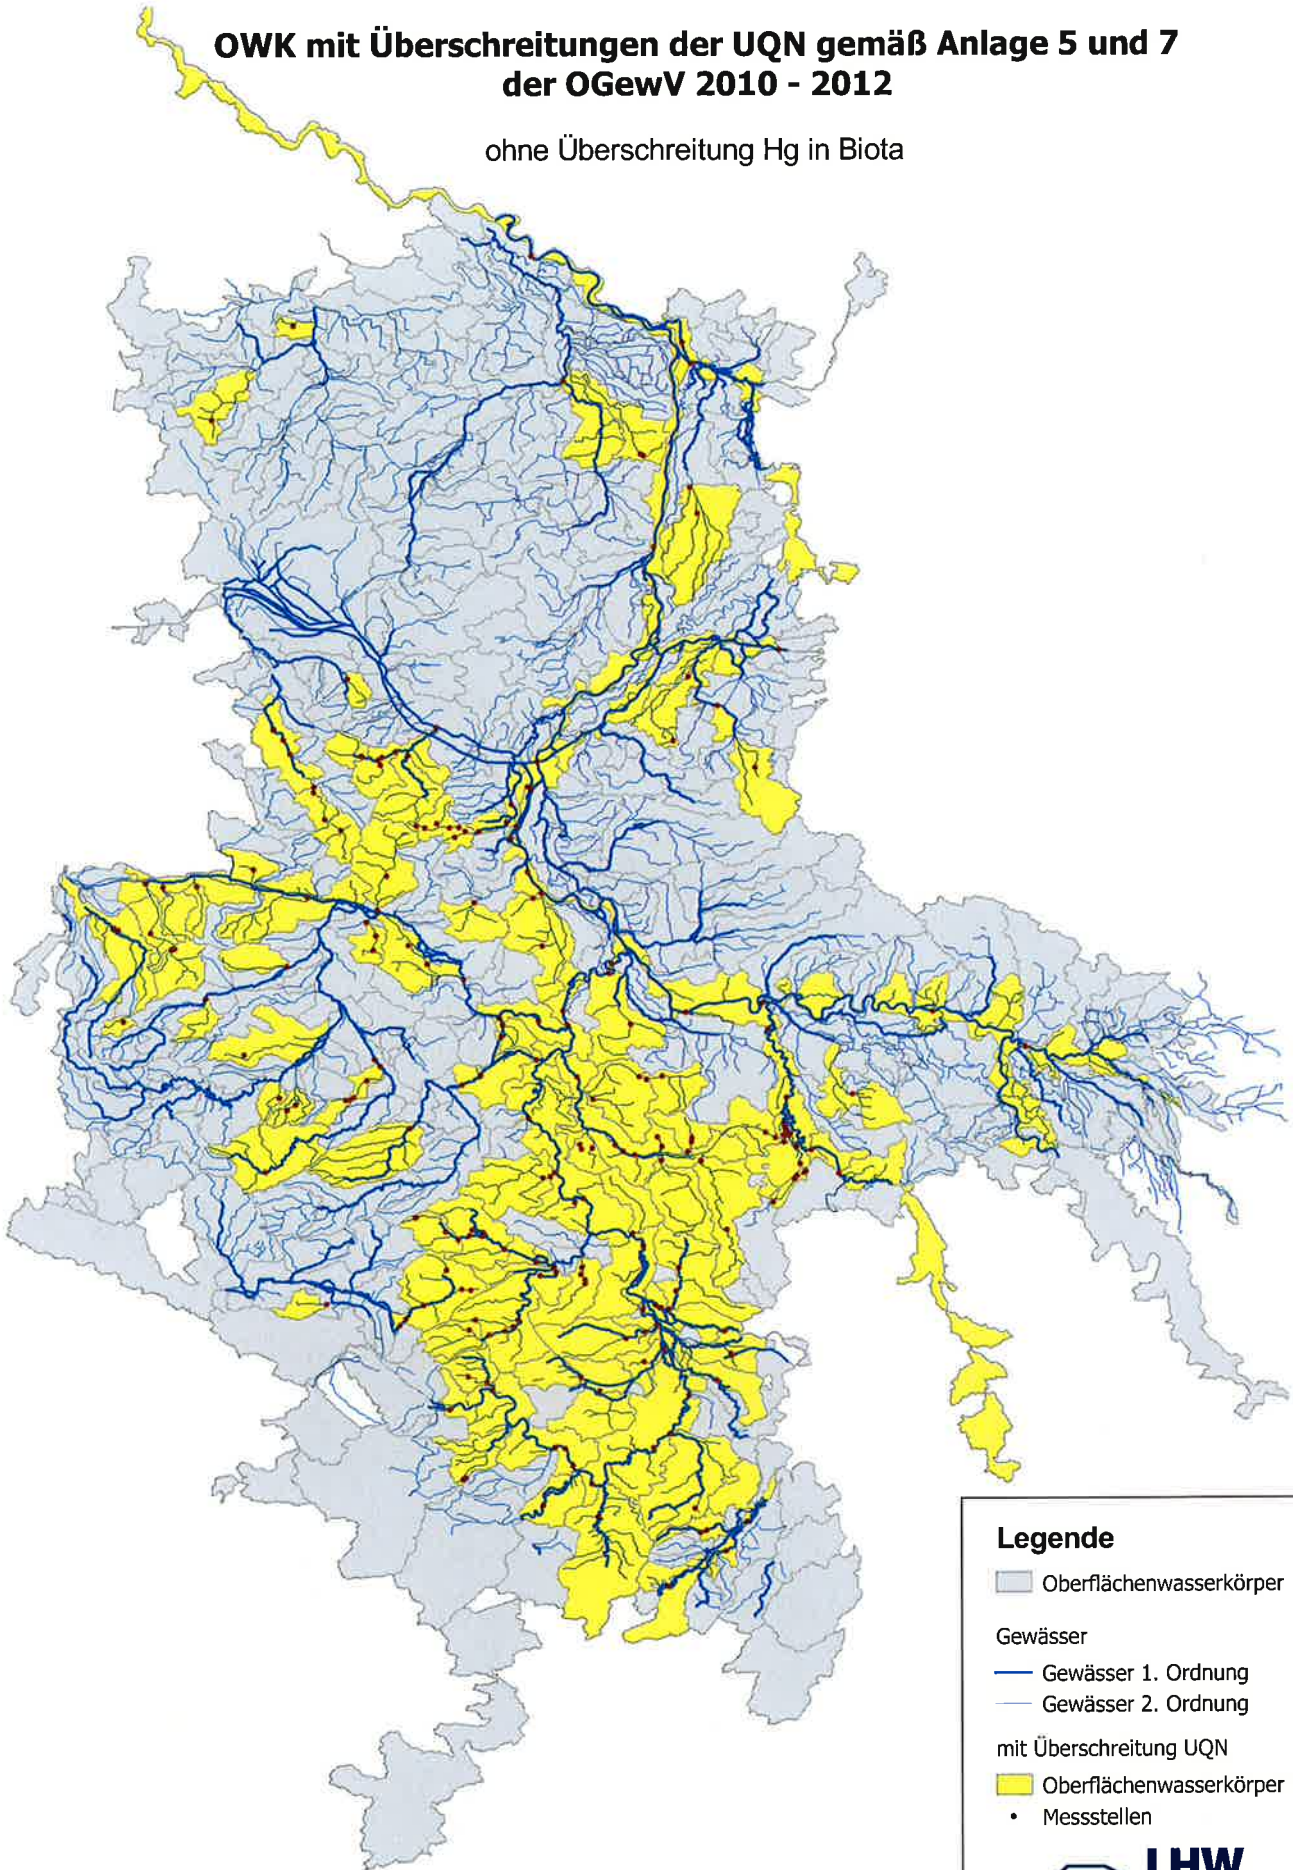 OWK mit Überschreitungen der UQN gemäß Anlage 5 und 7
der OGewV 2010 - 2012
ohne Überschreitung Hg in Biota
Legende
Oberflächenwasserkörper
Gewässer
Gewässer 1. Ordnung
Gewässer 2. Ordnung
mit Überschreitung UQN
Oberflächenwasserkörper
Messstellen
LHW